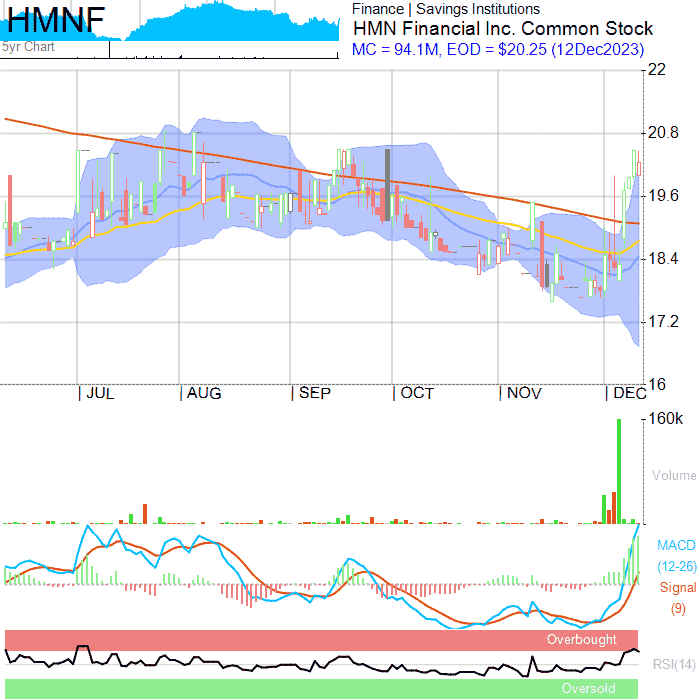 HMNF
5yr Chart
Finance | Savings Institutions
HMN Financial Inc. Common Stock
MC = 94.1M, EOD = $20.25 (12Dec2023)
22
20.8
19.6
18.4
17.2
16
JUL
AUG
SEP
OCT
NOV
DEC
160k
Volume
MACD
(12-26)
Signal
(9)
Overbought
RSI(14)
Oversold